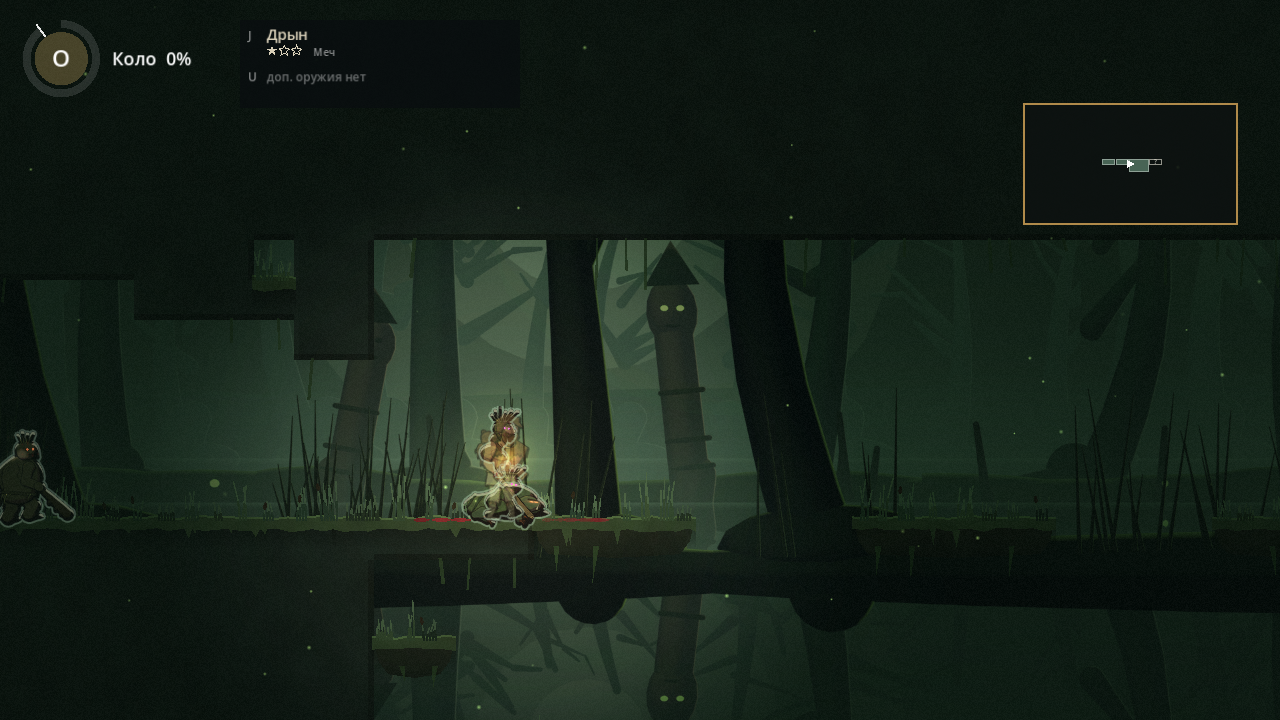 О
Коло 0%
J Дрын
Меч
U доп. оружия нет